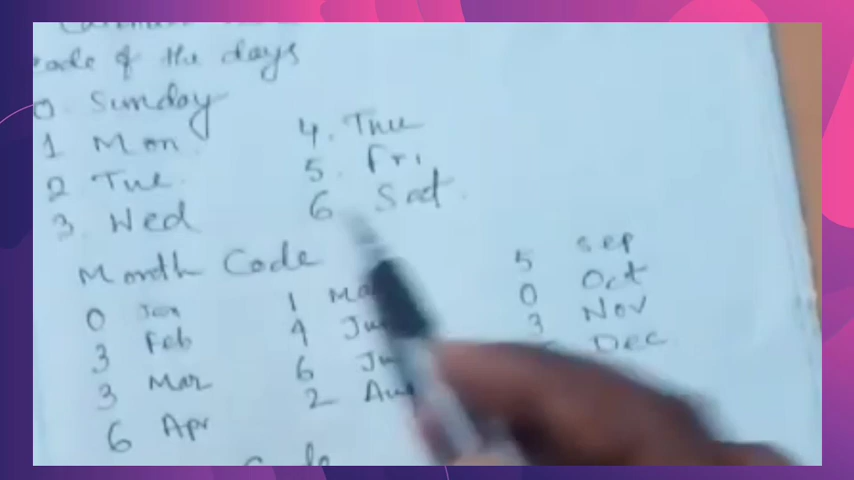 code of the days
0. Sunday
1 Mon.
2 Tue.
3. Wed
4. Thu
5. Fri
6 Sat.
Month Code
0 Jan
3 Feb
3 Mar
6 Apr
1
4
6
2
5 Sep
0 Oct
3 Nov
Dec